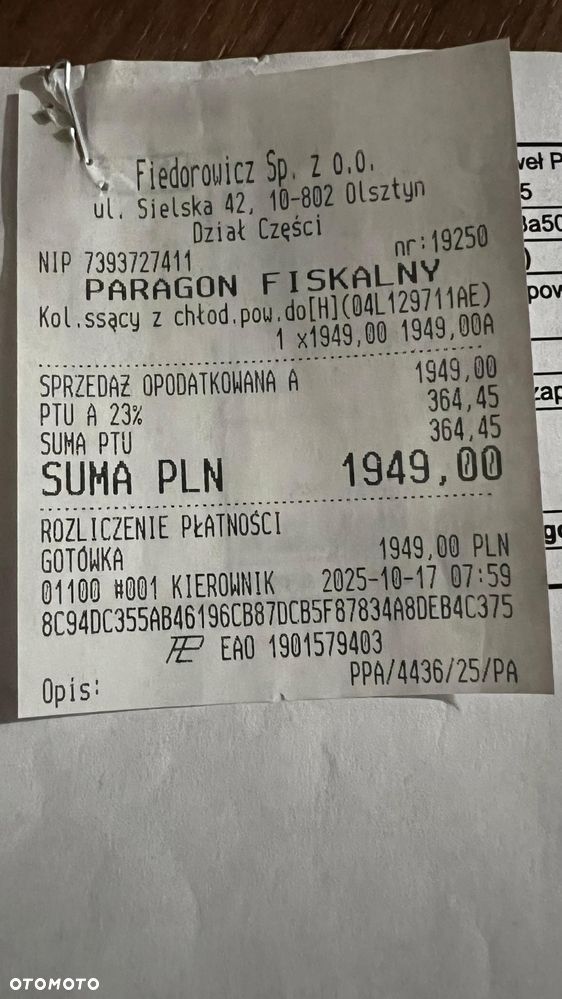 Fiedorowicz Sp. z o.o.
ul. Sielska 42, 10-802 Olsztyn
Dział Części
NIP 7393727411 nr:19250
PARAGON FISKALNY
Kol.ssący z chłod.pow.do[H](04L129711AE)
1 x1949,00 1949,00A
SPRZEDAŻ OPODATKOWANA A 1949,00
PTU A 23% 364,45
SUMA PTU 364,45
SUMA PLN 1949,00
ROZLICZENIE PŁATNOŚCI
GOTÓWKA 1949,00 PLN
01100 #001 KIEROWNIK 2025-10-17 07:59
8C94DC355AB46196CB87DCB5F87834A8DEB4C375
EAO 1901579403
PPA/4436/25/PA
Opis:
OTOMOTO